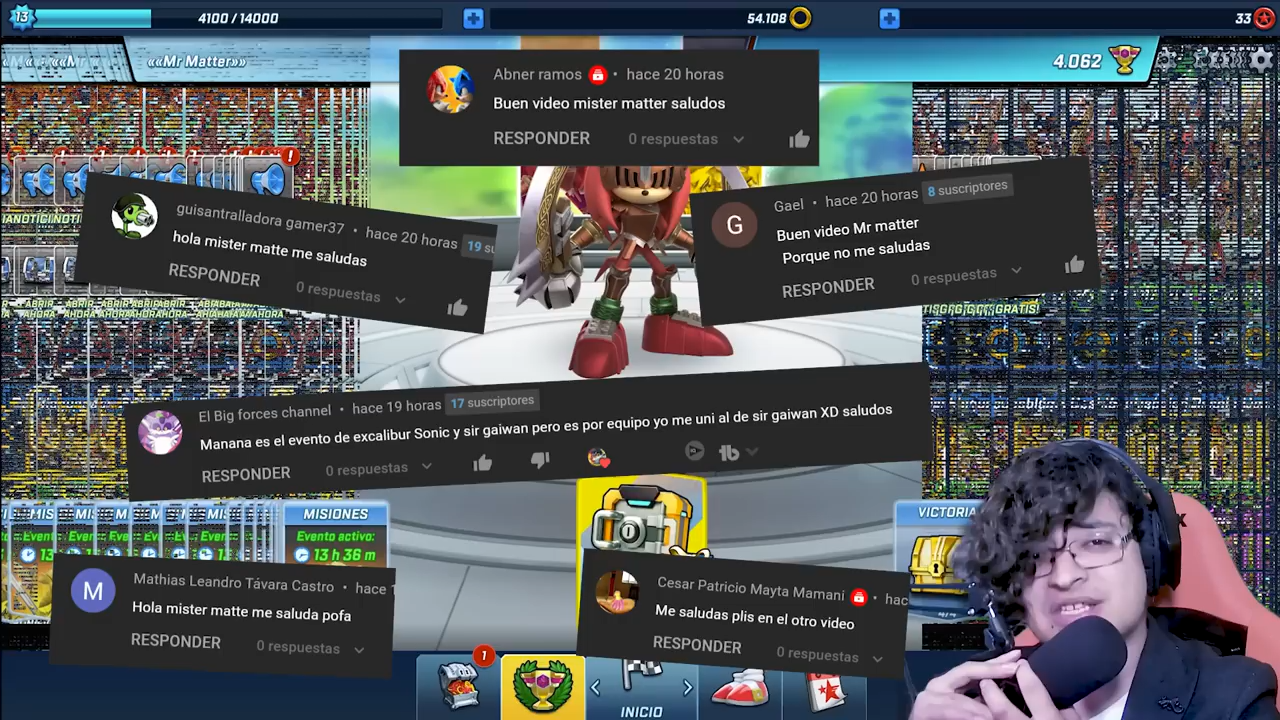 13
4100 / 14000
54.108
33
««Mr Matter»»
4.062
Abner ramos • hace 20 horas
Buen video mister matter saludos
RESPONDER 0 respuestas
guisantralladora gamer37 • hace 20 horas 19
hola mister matte me saludas
RESPONDER 0 respuestas
Gael • hace 20 horas 8 suscriptores
Buen video Mr matter
Porque no me saludas
RESPONDER 0 respuestas
El Big forces channel • hace 19 horas 17 suscriptores
Manana es el evento de excalibur Sonic y sir gaiwan pero es por equipo yo me uni al de sir gaiwan XD saludos
RESPONDER 0 respuestas
MISIONES
Evento activo:
13 h 36 m
VICTORIA
M
Mathias Leandro Távara Castro • hace 1
Hola mister matte me saluda pofa
RESPONDER 0 respuestas
Cesar Patricio Mayta Mamani • hac
Me saludas plis en el otro video
RESPONDER 0 respuestas
1
INICIO